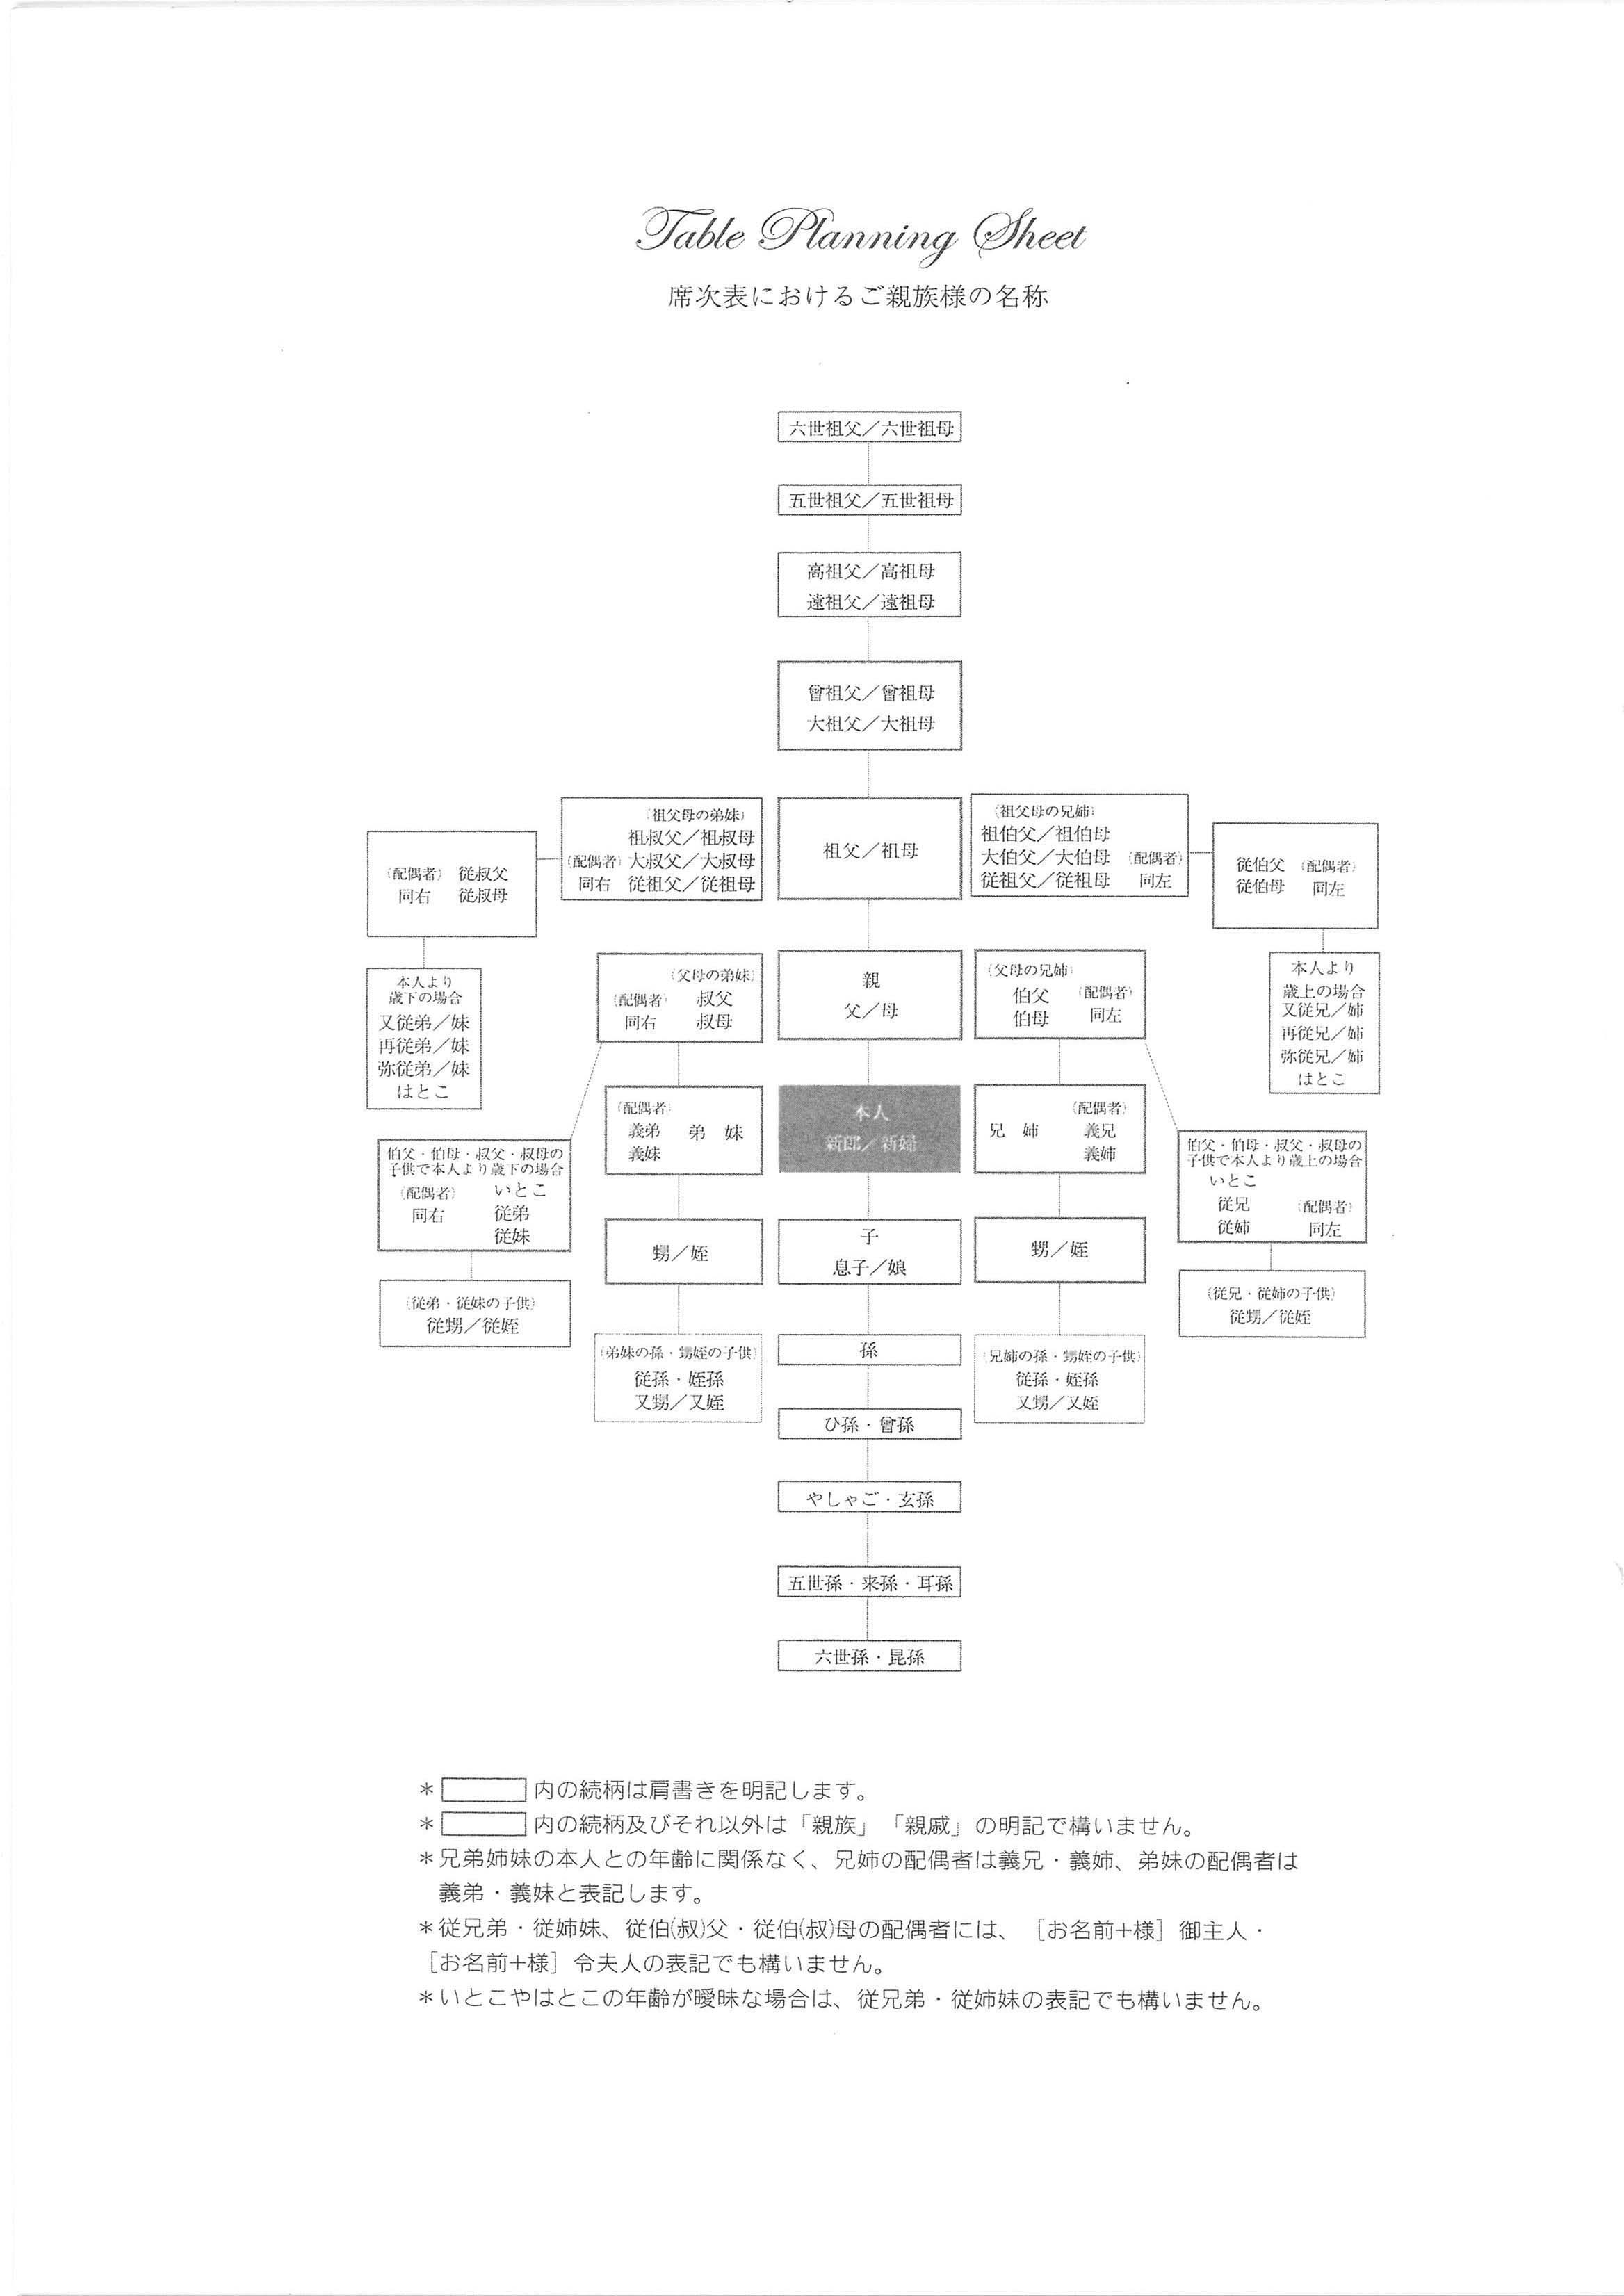 Table Planning Sheet
席次表におけるご親族様の名称
六世祖父／六世祖母
五世祖父／五世祖母
高祖父／高祖母
遠祖父／遠祖母
曾祖父／曾祖母
大祖父／大祖母
(祖父母の弟妹)
祖叔父／祖叔母
(配偶者) 大叔父／大叔母
同右 従祖父／従祖母
祖父／祖母
(祖父母の兄姉)
祖伯父／祖伯母
大伯父／大伯母 (配偶者)
従祖父／従祖母 同左
(配偶者) 従叔父
同右 従叔母
従伯父 (配偶者)
従伯母 同左
本人より
歳下の場合
又従弟／妹
再従弟／妹
弥従弟／妹
はとこ
(父母の弟妹)
(配偶者) 叔父
同右 叔母
親
父／母
(父母の兄姉)
伯父 (配偶者)
伯母 同左
本人より
歳上の場合
又従兄／姉
再従兄／姉
弥従兄／姉
はとこ
(配偶者)
義弟 弟 妹
義妹
本人
新郎／新婦
(配偶者)
兄 姉 義兄
義姉
伯父・伯母・叔父・叔母の
子供で本人より歳下の場合
(配偶者) いとこ
同右 従弟
従妹
伯父・伯母・叔父・叔母の
子供で本人より歳上の場合
いとこ
従兄 (配偶者)
従姉 同左
甥／姪
子
息子／娘
甥／姪
(従弟・従妹の子供)
従甥／従姪
(従兄・従姉の子供)
従甥／従姪
(弟妹の孫・甥姪の子供)
従孫・姪孫
又甥／又姪
孫
(兄姉の孫・甥姪の子供)
従孫・姪孫
又甥／又姪
ひ孫・曾孫
やしゃご・玄孫
五世孫・来孫・耳孫
六世孫・昆孫
＊ 内の続柄は肩書きを明記します。
＊ 内の続柄及びそれ以外は「親族」「親戚」の明記で構いません。
＊兄弟姉妹の本人との年齢に関係なく、兄姉の配偶者は義兄・義姉、弟妹の配偶者は
義弟・義妹と表記します。
＊従兄弟・従姉妹、従伯(叔)父・従伯(叔)母の配偶者には、［お名前+様］御主人・
［お名前+様］令夫人の表記でも構いません。
＊いとこやはとこの年齢が曖昧な場合は、従兄弟・従姉妹の表記でも構いません。